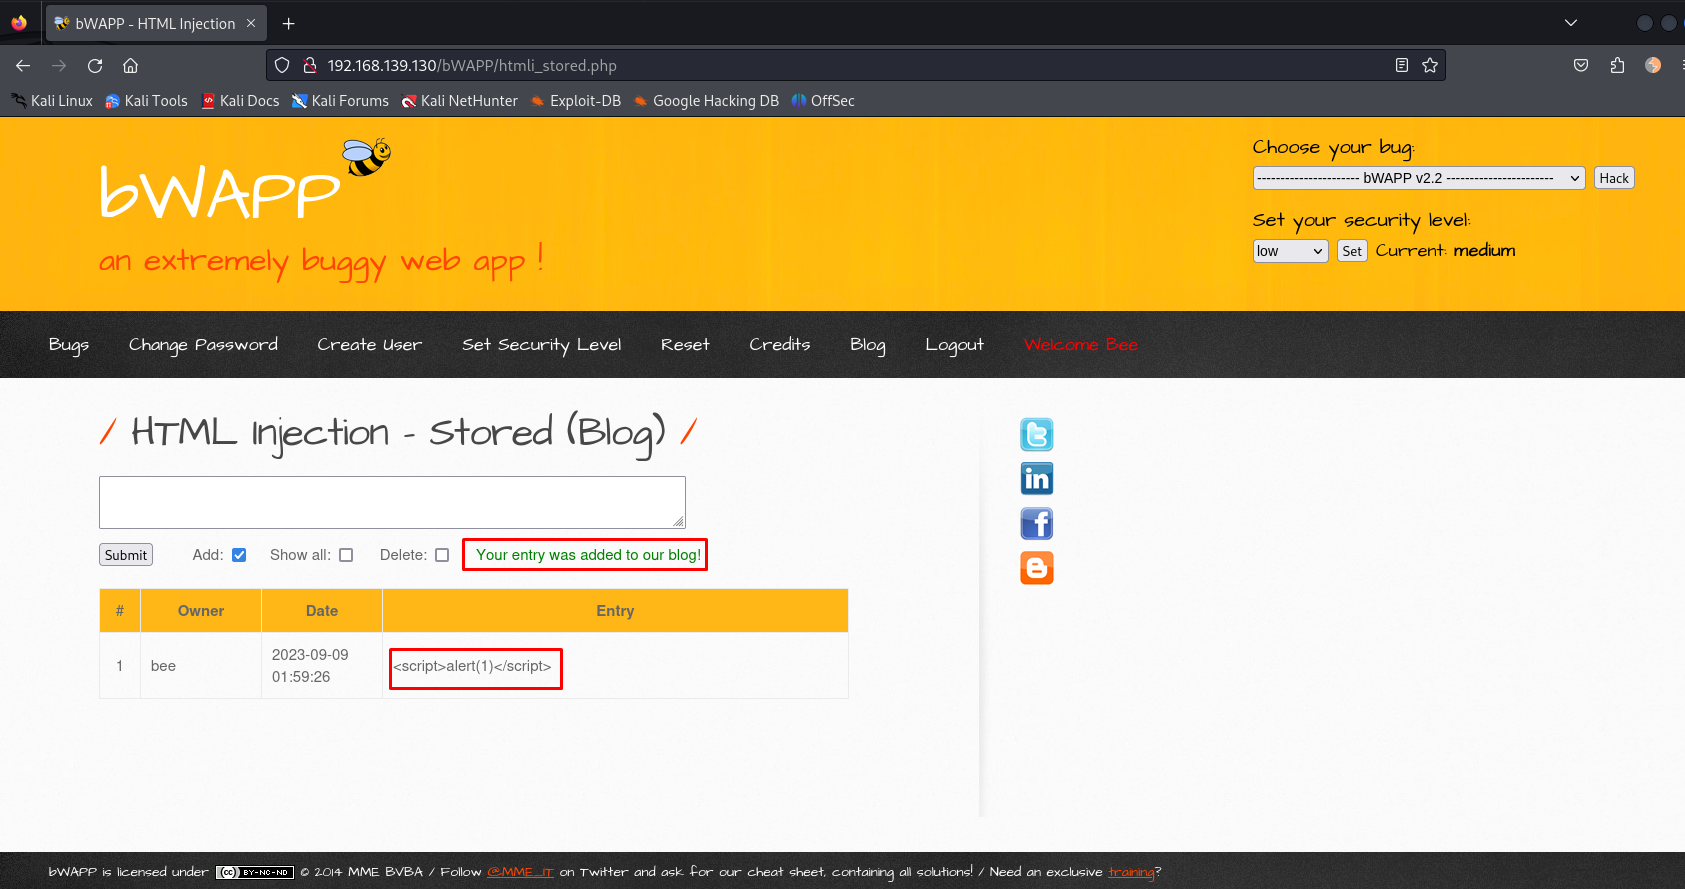 bWAPP - HTML Injection
192.168.139.130/bWAPP/htmli_stored.php
Kali Linux Kali Tools Kali Docs Kali Forums Kali NetHunter Exploit-DB Google Hacking DB OffSec
bWAPP
an extremely buggy web app !
Choose your bug:
---------------------- bWAPP v2.2 ----------------------- Hack
Set your security level:
low Set Current: medium
Bugs Change Password Create User Set Security Level Reset Credits Blog Logout Welcome Bee
/ HTML Injection - Stored (Blog) /
Submit Add: Show all: Delete: Your entry was added to our blog!
# Owner Date Entry
1 bee 2023-09-09 01:59:26 <script>alert(1)</script>
bWAPP is licensed under (cc) BY-NC-ND © 2014 MME BVBA / Follow @MME_IT on Twitter and ask for our cheat sheet, containing all solutions! / Need an exclusive training?